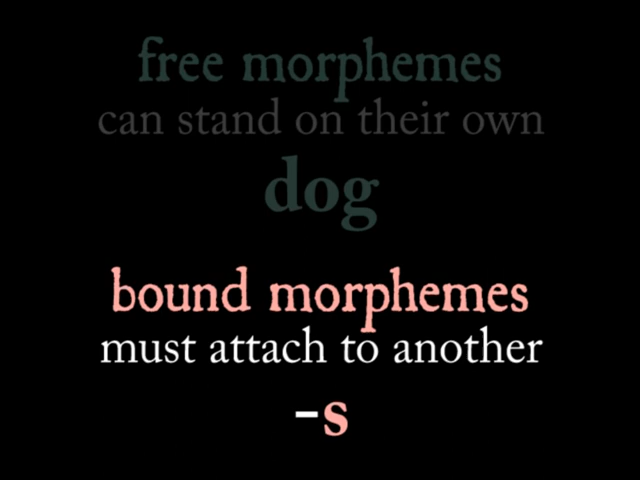 free morphemes
can stand on their own
dog
bound morphemes
must attach to another
-s